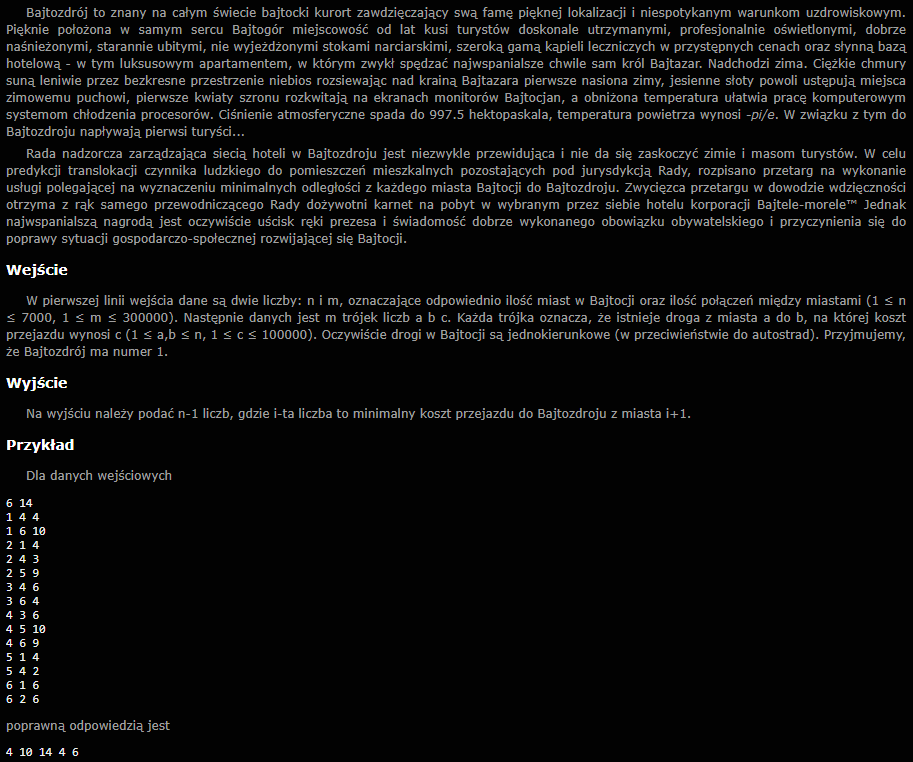 Bajtozdrój to znany na całym świecie bajtocki kurort zawdzięczający swą famę pięknej lokalizacji i niespotykanym warunkom uzdrowiskowym.
Pięknie położona w samym sercu Bajtogór miejscowość od lat kusi turystów doskonale utrzymanymi, profesjonalnie oświetlonymi, dobrze
naśnieżonymi, starannie ubitymi, nie wyjeżdżonymi stokami narciarskimi, szeroką gamą kąpieli leczniczych w przystępnych cenach oraz słynną bazą
hotelową - w tym luksusowym apartamentem, w którym zwykł spędzać najwspanialsze chwile sam król Bajtazar. Nadchodzi zima. Ciężkie chmury
suną leniwie przez bezkresne przestrzenie niebios rozsiewając nad krainą Bajtazara pierwsze nasiona zimy, jesienne słoty powoli ustępują miejsca
zimowemu puchowi, pierwsze kwiaty szronu rozkwitają na ekranach monitorów Bajtocjan, a obniżona temperatura ułatwia pracę komputerowym
systemom chłodzenia procesorów. Ciśnienie atmosferyczne spada do 997.5 hektopaskala, temperatura powietrza wynosi -pi/e. W związku z tym do
Bajtozdroju napływają pierwsi turyści...
Rada nadzorcza zarządzająca siecią hoteli w Bajtozdroju jest niezwykle przewidująca i nie da się zaskoczyć zimie i masom turystów. W celu
predykcji translokacji czynnika ludzkiego do pomieszczeń mieszkalnych pozostających pod jurysdykcją Rady, rozpisano przetarg na wykonanie
usługi polegającej na wyznaczeniu minimalnych odległości z każdego miasta Bajtocji do Bajtozdroju. Zwycięzca przetargu w dowodzie wdzięczności
otrzyma z rąk samego przewodniczącego Rady dożywotni karnet na pobyt w wybranym przez siebie hotelu korporacji Bajtele-morele™ Jednak
najwspanialszą nagrodą jest oczywiście uścisk ręki prezesa i świadomość dobrze wykonanego obowiązku obywatelskiego i przyczynienia się do
poprawy sytuacji gospodarczo-społecznej rozwijającej się Bajtocji.
Wejście
W pierwszej linii wejścia dane są dwie liczby: n i m, oznaczające odpowiednio ilość miast w Bajtocji oraz ilość połączeń między miastami (1 ≤ n
≤ 7000, 1 ≤ m ≤ 300000). Następnie danych jest m trójek liczb a b c. Każda trójka oznacza, że istnieje droga z miasta a do b, na której koszt
przejazdu wynosi c (1 ≤ a,b ≤ n, 1 ≤ c ≤ 100000). Oczywiście drogi w Bajtocji są jednokierunkowe (w przeciwieństwie do autostrad). Przyjmujemy,
że Bajtozdrój ma numer 1.
Wyjście
Na wyjściu należy podać n-1 liczb, gdzie i-ta liczba to minimalny koszt przejazdu do Bajtozdroju z miasta i+1.
Przykład
Dla danych wejściowych
6 14
1 4 4
1 6 10
2 1 4
2 4 3
2 5 9
3 4 6
3 6 4
4 3 6
4 5 10
4 6 9
5 1 4
5 4 2
6 1 6
6 2 6
poprawną odpowiedzią jest
4 10 14 4 6